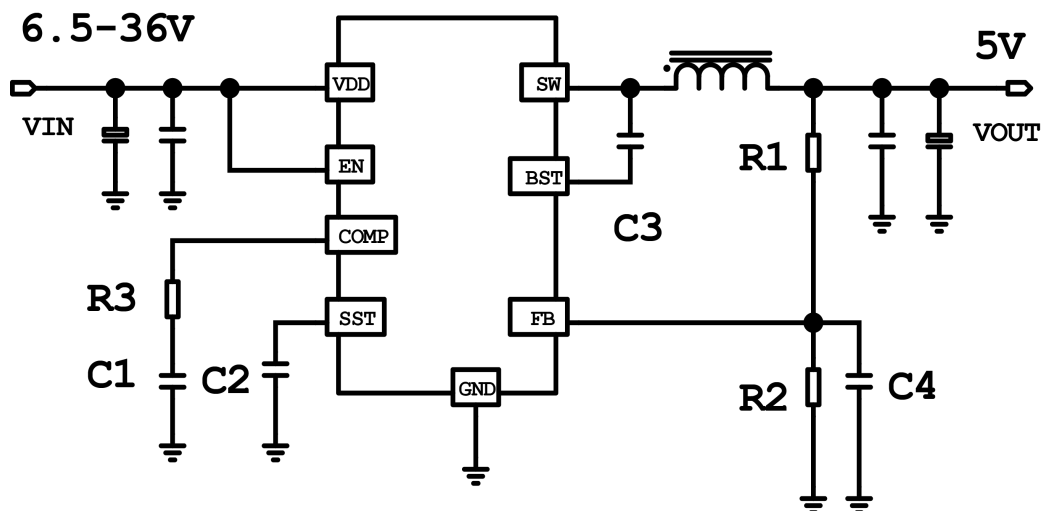 6.5-36V
5V
VDD
SW
VIN
VOUT
R1
EN
BST
C3
COMP
R3
SST
FB
C1
C2
GND
R2
C4